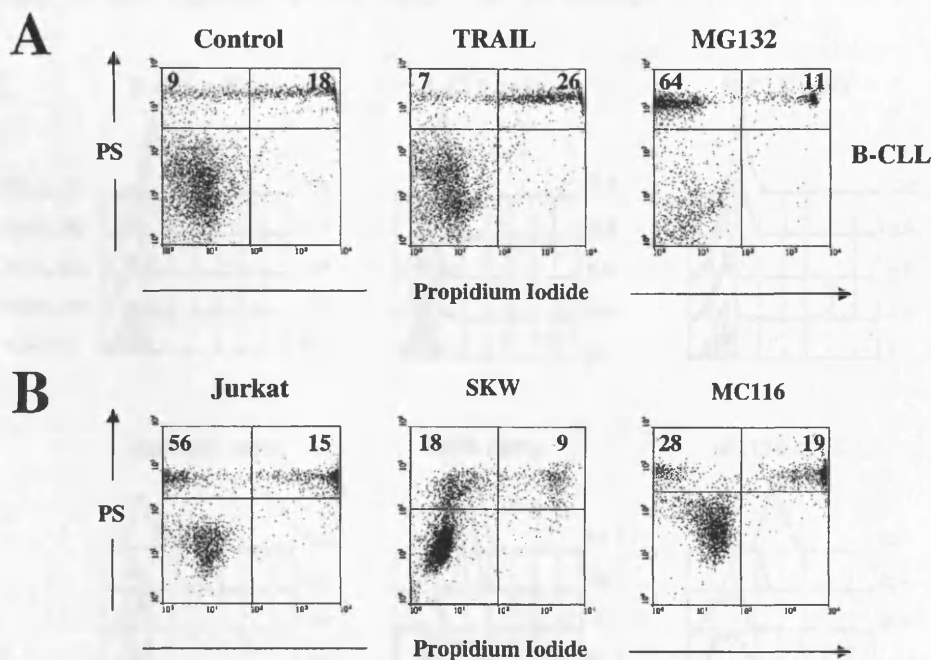 A
Control TRAIL MG132
9 18 7 26 64 11
PS
B-CLL
Propidium Iodide
B
Jurkat SKW MC116
56 15 18 9 28 19
PS
Propidium Iodide